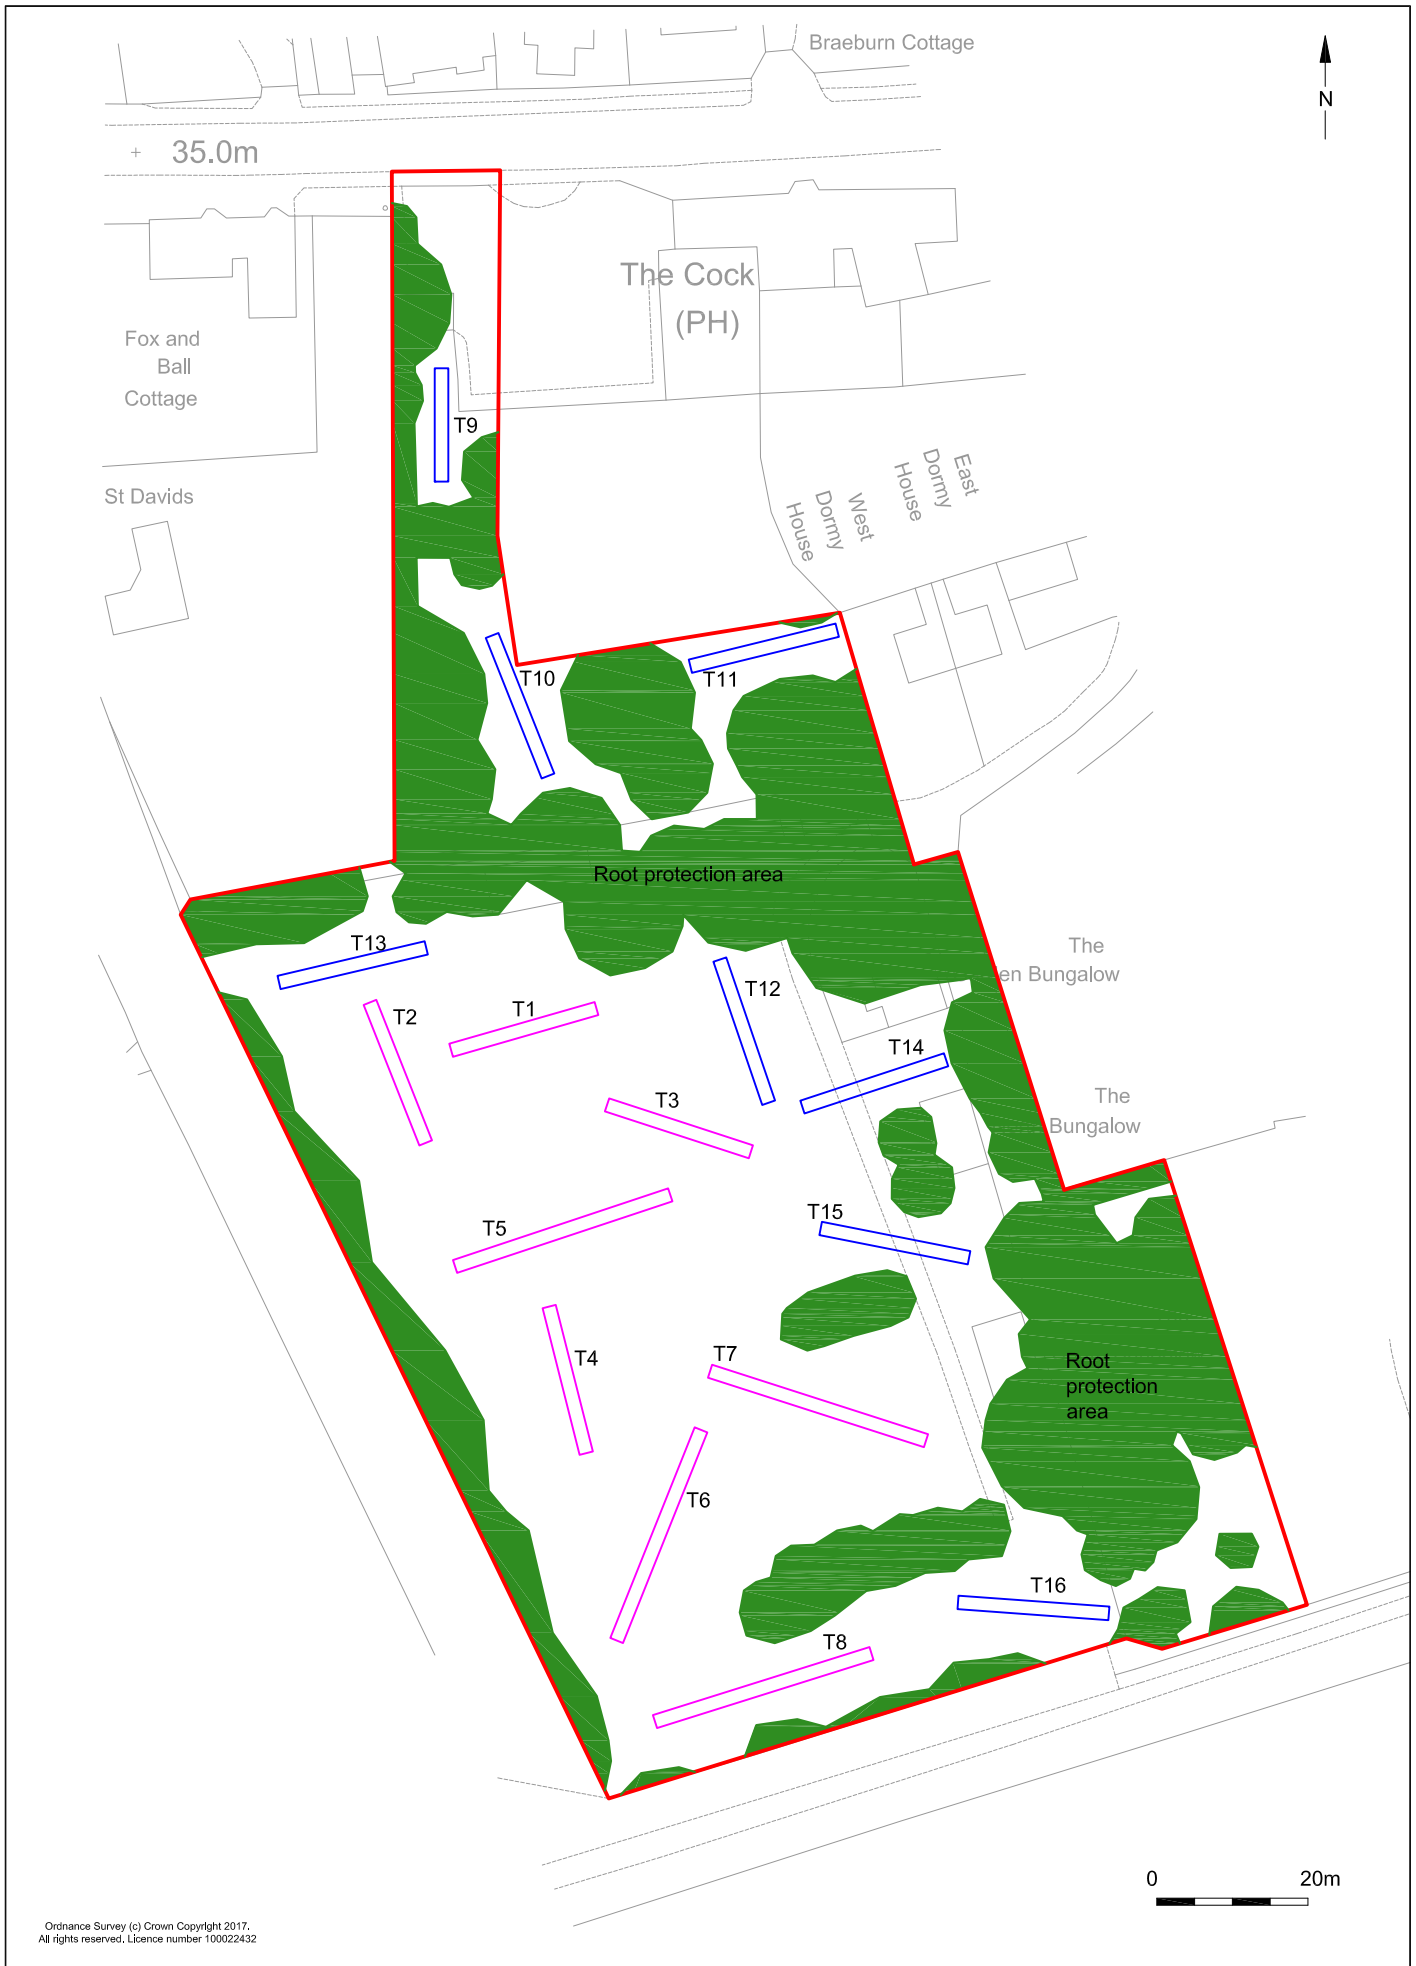 Braeburn Cottage
N
35.0m
The Cock
(PH)
Fox and
Ball
Cottage
T9
St Davids
East
Dormy
House
West
Dormy
House
T10
T11
Root protection area
T13
The
en Bungalow
T12
T1
T2
T14
T3
The
Bungalow
T15
T5
T4
T7
Root
protection
area
T6
T16
T8
0 20m
Ordnance Survey (c) Crown Copyright 2017.
All rights reserved. Licence number 100022432